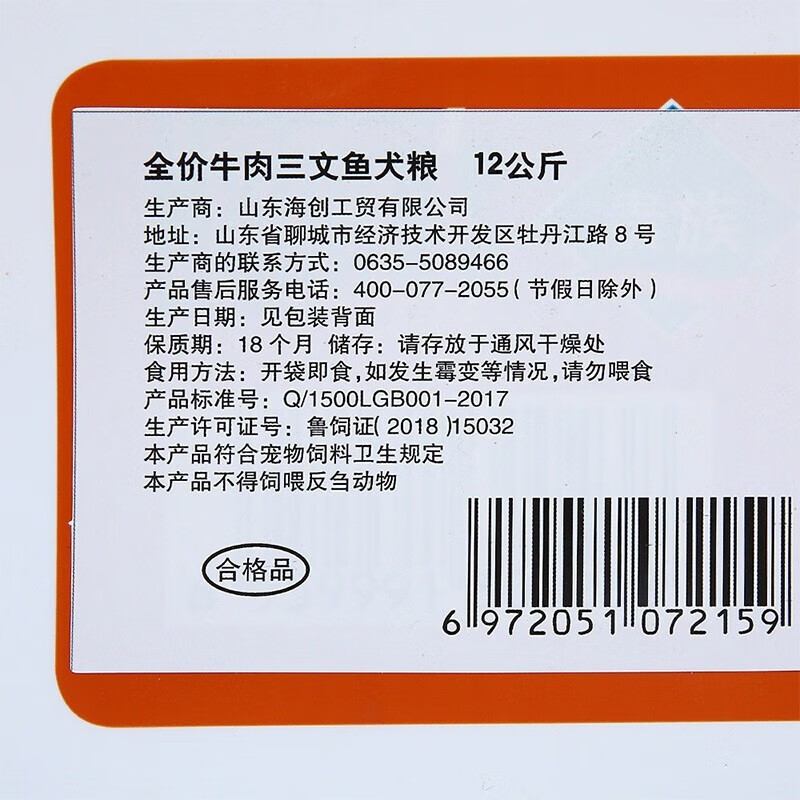 全价牛肉三文鱼犬粮 12公斤
生产商：山东海创工贸有限公司
地址：山东省聊城市经济技术开发区牡丹江路8号
生产商的联系方式：0635-5089466
产品售后服务电话：400-077-2055(节假日除外)
生产日期：见包装背面
保质期：18个月 储存：请存放于通风干燥处
食用方法：开袋即食,如发生霉变等情况,请勿喂食
产品标准号：Q/1500LGB001-2017
生产许可证号：鲁饲证(2018)15032
本产品符合宠物饲料卫生规定
本产品不得饲喂反刍动物
合格品
6 972051 072159